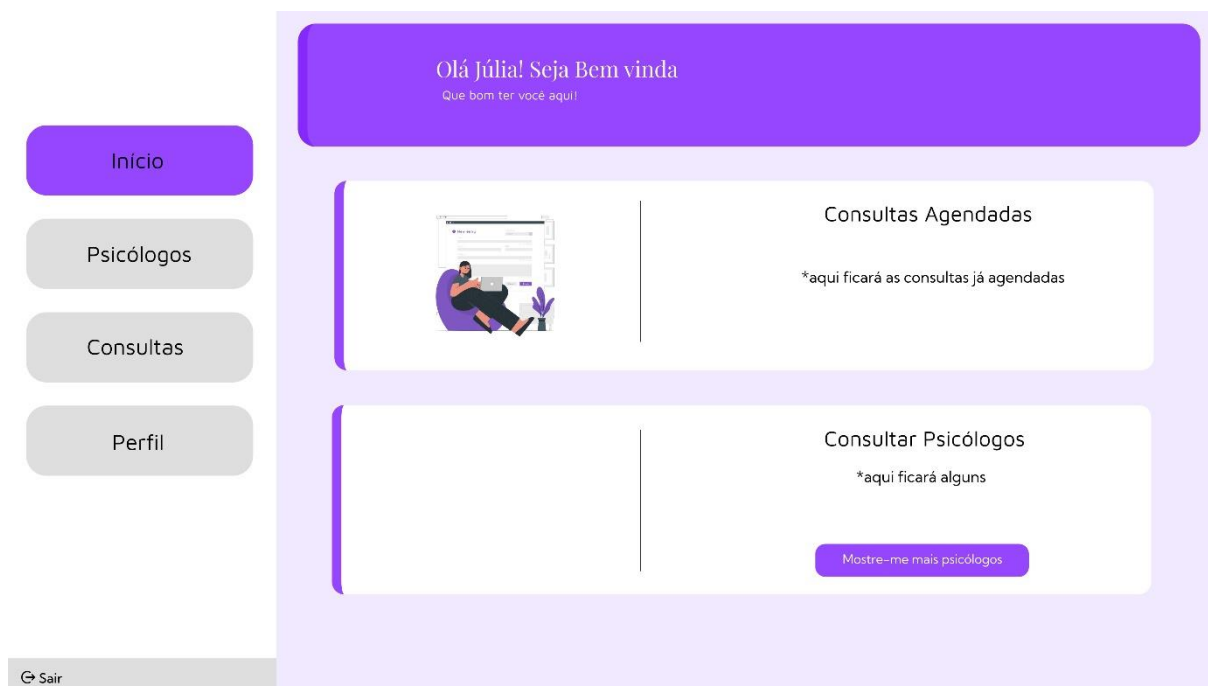 Olá Júlia! Seja Bem vinda
Que bom ter você aqui!
Início
Psicólogos
Consultas
Perfil
Sair
Consultas Agendadas
*aqui ficará as consultas já agendadas
Consultar Psicólogos
*aqui ficará alguns
Mostre-me mais psicólogos